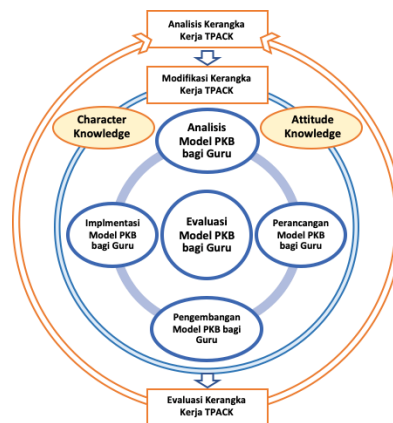 Analisis Kerangka
Kerja TPACK
Modifikasi Kerangka
Kerja TPACK
Character
Knowledge
Attitude
Knowledge
Analisis
Model PKB
bagi Guru
Implmentasi
Model PKB
bagi Guru
Evaluasi
Model PKB
bagi Guru
Perancangan
Model PKB
bagi Guru
Pengembangan
Model PKB bagi
Guru
Evaluasi Kerangka
Kerja TPACK